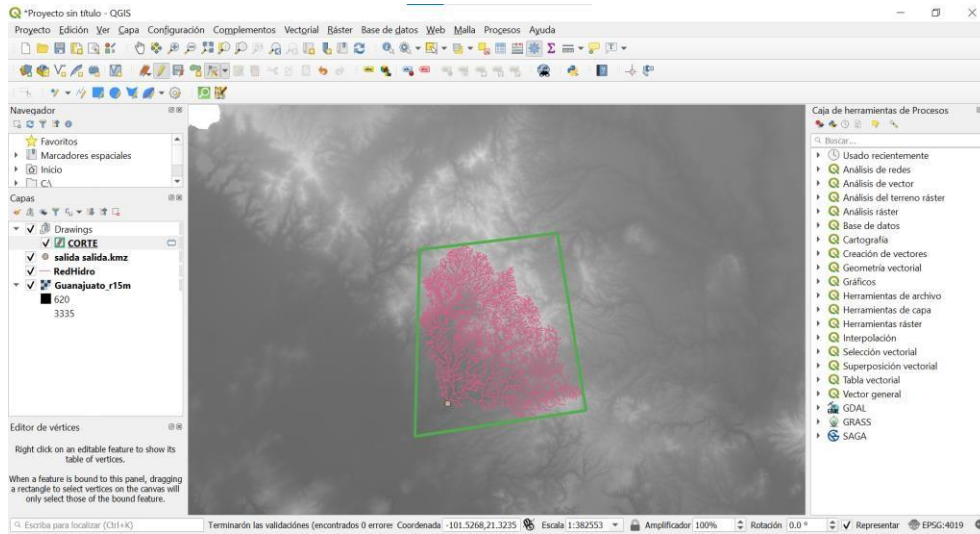 *Proyecto sin título - QGIS
Proyecto Edición Ver Capa Configuración Complementos Vectorial Ráster Base de datos Web Malla Procesos Ayuda
Navegador
Favoritos
Marcadores espaciales
Inicio
C:\
Capas
Drawings
CORTE
salida salida.kmz
RedHidro
Guanajuato_r15m
620
3335
Editor de vértices
Right click on an editable feature to show its
table of vertices.
When a feature is bound to this panel, dragging
a rectangle to select vertices on the canvas will
only select those of the bound feature.
Caja de herramientas de Procesos
Buscar...
Usado recientemente
Análisis de redes
Análisis de vector
Análisis del terreno ráster
Análisis ráster
Base de datos
Cartografía
Creación de vectores
Geometría vectorial
Gráficos
Herramientas de archivo
Herramientas de capa
Herramientas ráster
Interpolación
Selección vectorial
Superposición vectorial
Tabla vectorial
Vector general
GDAL
GRASS
SAGA
Escriba para localizar (Ctrl+K) Terminarón las validaciónes (encontrados 0 errores Coordenada -101.5268,21.3235 Escala 1:382553 Amplificador 100% Rotación 0.0 ° Representar EPSG:4019